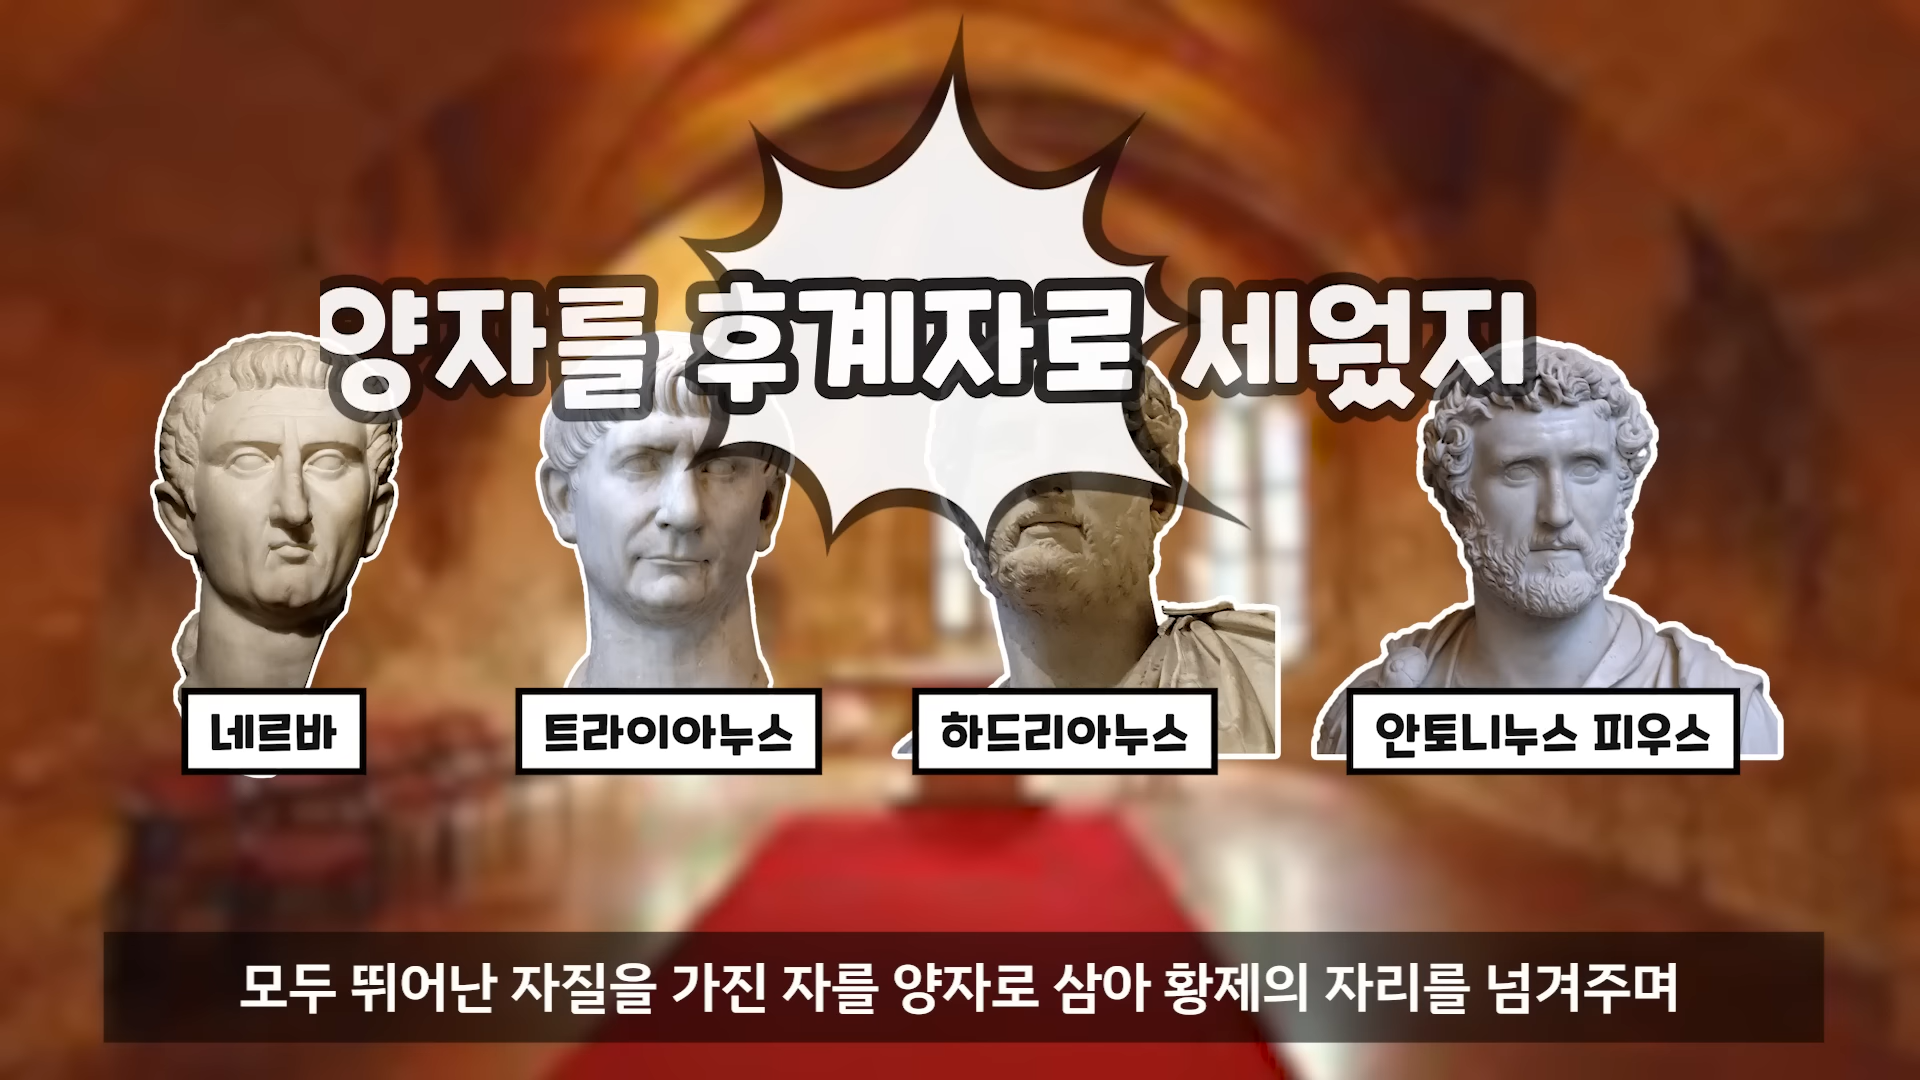 양자를 후계자로 세웠지
네르바
트라이아누스
하드리아누스
안토니누스 피우스
모두 뛰어난 자질을 가진 자를 양자로 삼아 황제의 자리를 넘겨주며